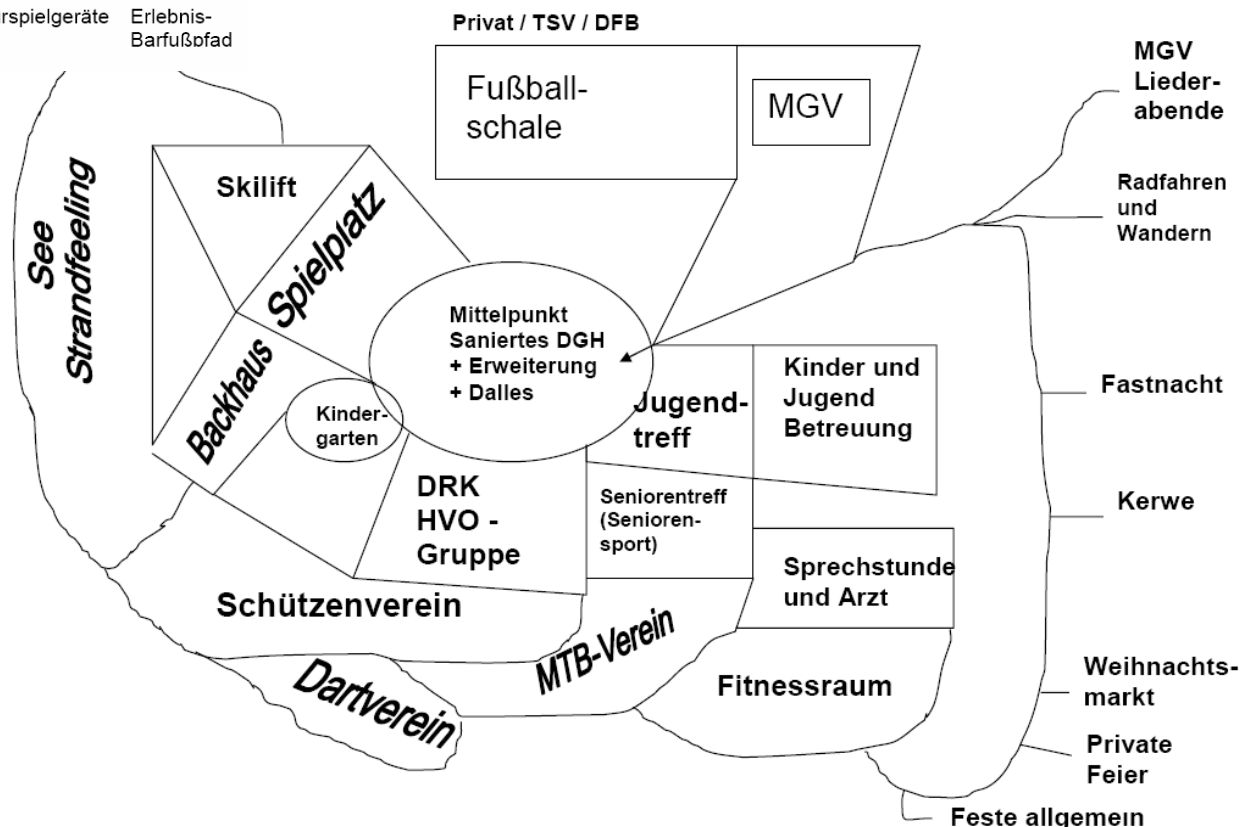 Erlebnis-
Barfußpfad
Privat / TSV / DFB
Fußball-
schale
MGV
MGV
Lieder-
abende
Radfahren
und
Wandern
Skilift
Spielplatz
See
Strandfeeling
Backhaus
Kinder-
garten
Mittelpunkt
Saniertes DGH
+ Erweiterung
+ Dalles
Jugend-
treff
Kinder und
Jugend
Betreuung
Fastnacht
DRK
HVO -
Gruppe
Seniorentreff
(Senioren-
sport)
Kerwe
Sprechstunde
und Arzt
Schützenverein
MTB-Verein
Dartverein
Fitnessraum
Weihnachts-
markt
Private
Feier
Feste allgemein